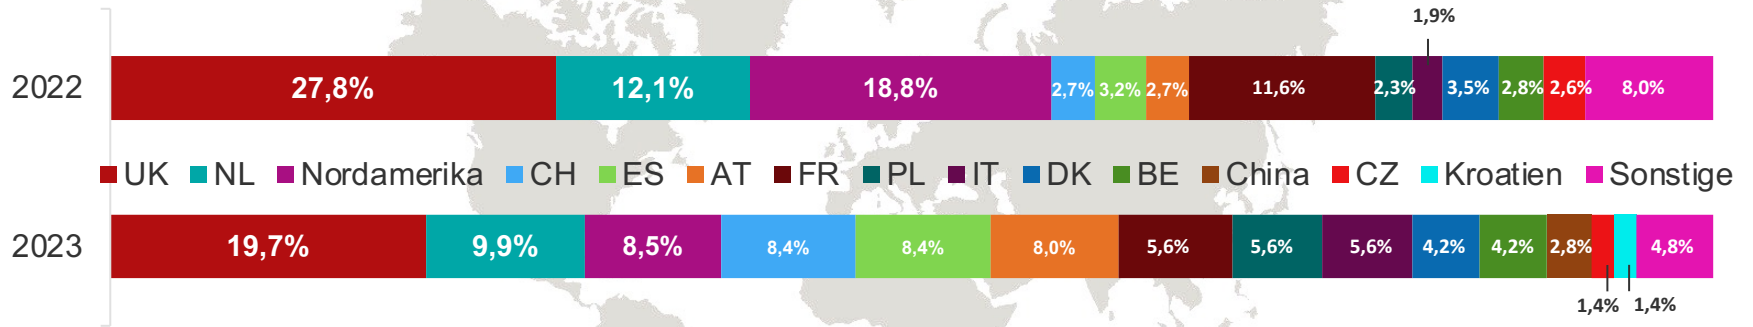 1,9%
2022 27,8% 12,1% 18,8% 2,7% 3,2% 2,7% 11,6% 2,3% 3,5% 2,8% 2,6% 8,0%
UK NL Nordamerika CH ES AT FR PL IT DK BE China CZ Kroatien Sonstige
2023 19,7% 9,9% 8,5% 8,4% 8,4% 8,0% 5,6% 5,6% 5,6% 4,2% 4,2% 2,8% 4,8%
1,4% 1,4%